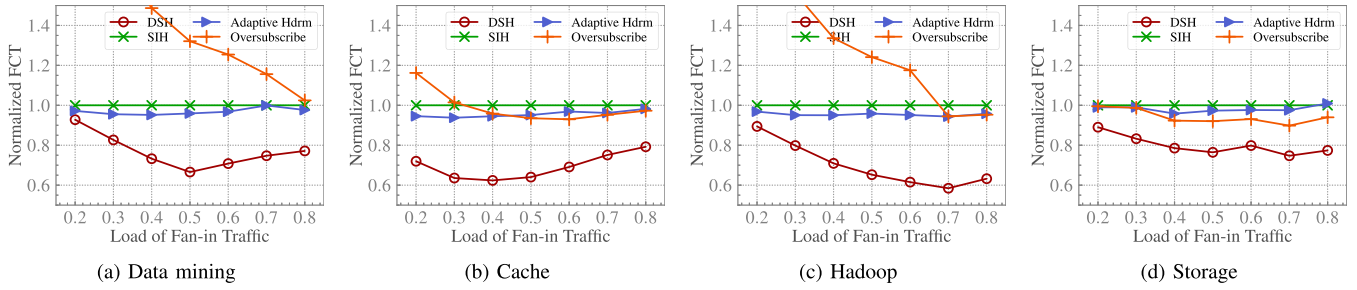 1.4
1.2
1.0
0.8
0.6
Normalized FCT
DSH
SIH
Adaptive Hdrm
Oversubscribe
0.2 0.3 0.4 0.5 0.6 0.7 0.8
Load of Fan-in Traffic
(a) Data mining
1.4
1.2
1.0
0.8
0.6
Normalized FCT
DSH
SIH
Adaptive Hdrm
Oversubscribe
0.2 0.3 0.4 0.5 0.6 0.7 0.8
Load of Fan-in Traffic
(b) Cache
1.4
1.2
1.0
0.8
0.6
Normalized FCT
DSH
SIH
Adaptive Hdrm
Oversubscribe
0.2 0.3 0.4 0.5 0.6 0.7 0.8
Load of Fan-in Traffic
(c) Hadoop
1.4
1.2
1.0
0.8
0.6
Normalized FCT
DSH
SIH
Adaptive Hdrm
Oversubscribe
0.2 0.3 0.4 0.5 0.6 0.7 0.8
Load of Fan-in Traffic
(d) Storage